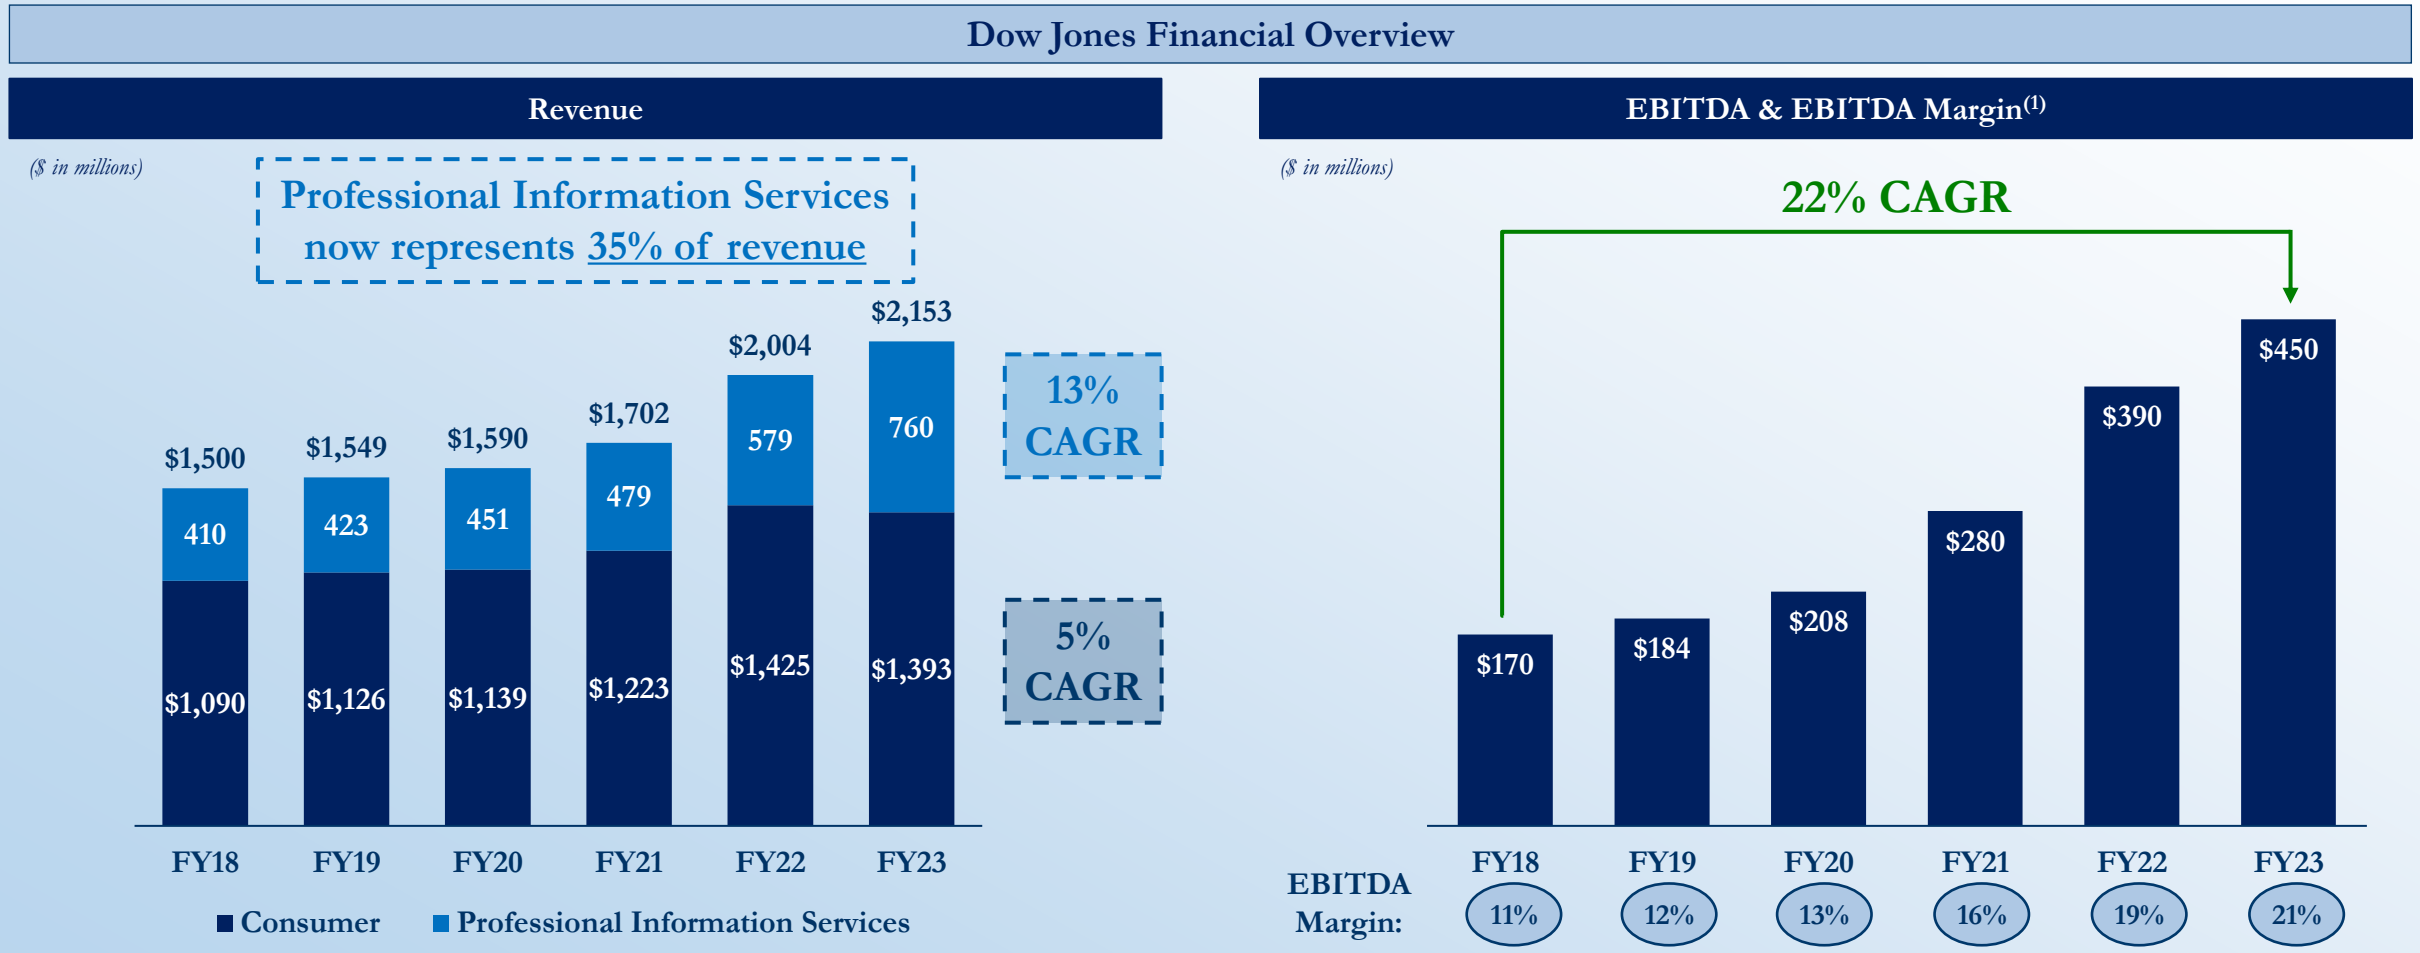 Dow Jones Financial Overview
Revenue
($ in millions)
Professional Information Services
now represents 35% of revenue
$1,500
$1,549
$1,590
$1,702
$2,004
$2,153
410
423
451
479
579
760
$1,090
$1,126
$1,139
$1,223
$1,425
$1,393
13%
CAGR
5%
CAGR
FY18
FY19
FY20
FY21
FY22
FY23
Consumer
Professional Information Services
EBITDA & EBITDA Margin(1)
($ in millions)
22% CAGR
$170
$184
$208
$280
$390
$450
FY18
FY19
FY20
FY21
FY22
FY23
EBITDA
Margin:
11%
12%
13%
16%
19%
21%